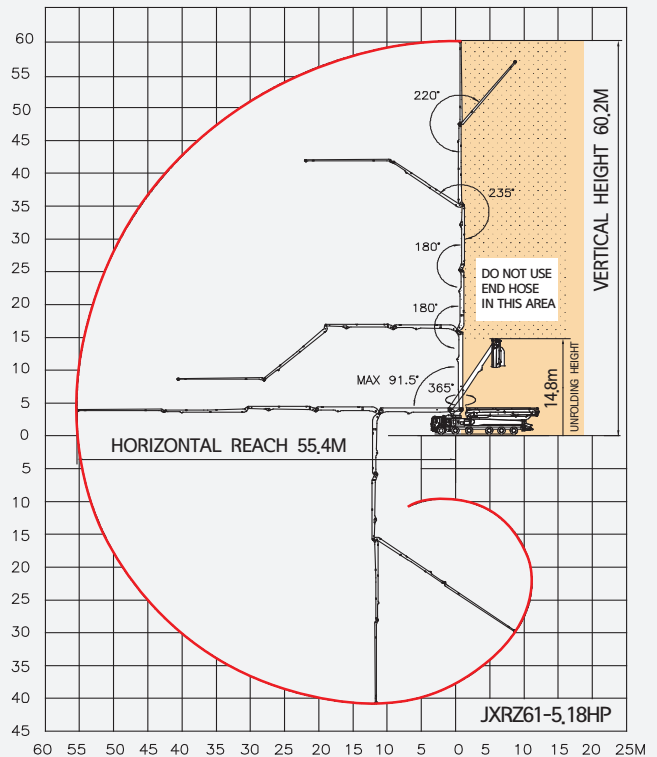 60
55
50
45
40
35
30
25
20
15
10
5
0
5
10
15
20
25
30
35
40
45
220°
235°
180°
180°
MAX 91.5°
365°
DO NOT USE
END HOSE
IN THIS AREA
VERTICAL HEIGHT 60.2M
14.8m
UNFOLDING HEIGHT
HORIZONTAL REACH 55.4M
JXRZ61-5.18HP
60 55 50 45 40 35 30 25 20 15 10 5 0 5 10 15 20 25M